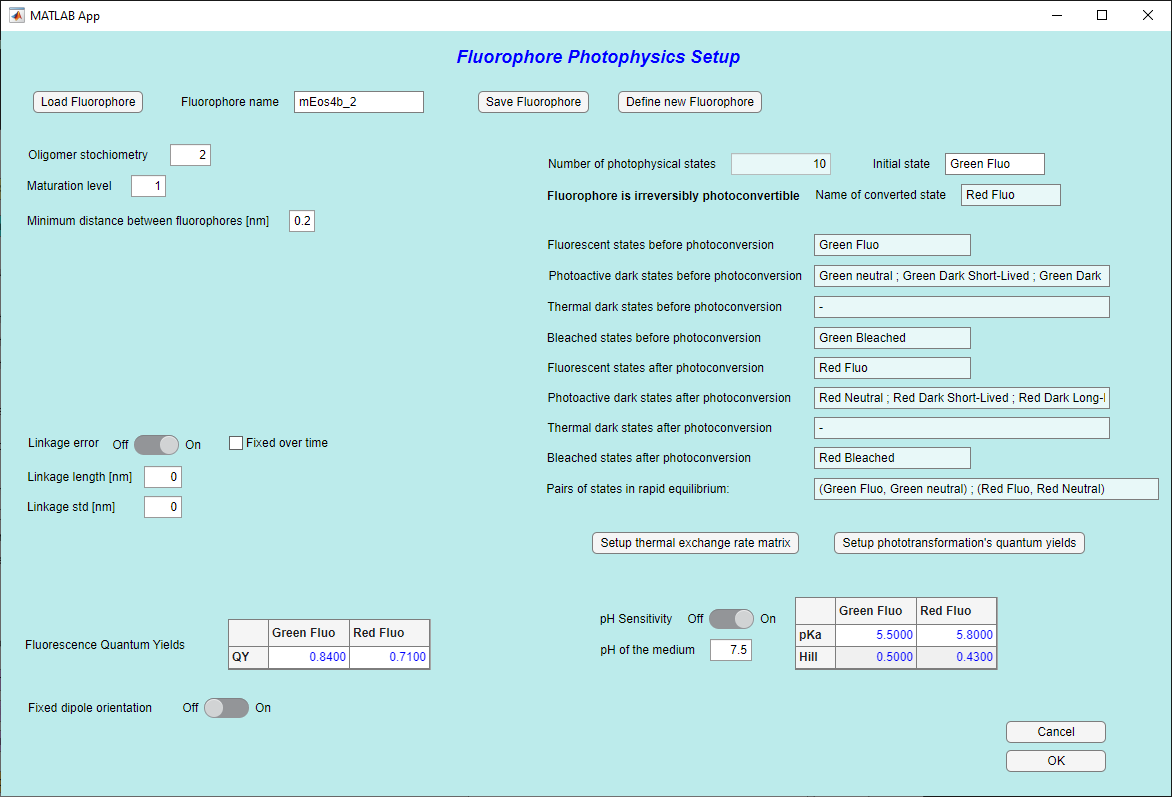 MATLAB App
Fluorophore Photophysics Setup
Load Fluorophore Fluorophore name mEos4b_2 Save Fluorophore Define new Fluorophore
Oligomer stochiometry 2
Maturation level 1
Minimum distance between fluorophores [nm] 0.2
Number of photophysical states 10 Initial state Green Fluo
Fluorophore is irreversibly photoconvertible Name of converted state Red Fluo
Fluorescent states before photoconversion Green Fluo
Photoactive dark states before photoconversion Green neutral ; Green Dark Short-Lived ; Green Dark
Thermal dark states before photoconversion -
Bleached states before photoconversion Green Bleached
Fluorescent states after photoconversion Red Fluo
Photoactive dark states after photoconversion Red Neutral ; Red Dark Short-Lived ; Red Dark Long-
Thermal dark states after photoconversion -
Bleached states after photoconversion Red Bleached
Pairs of states in rapid equilibrium: (Green Fluo, Green neutral) ; (Red Fluo, Red Neutral)
Linkage error Off On Fixed over time
Linkage length [nm] 0
Linkage std [nm] 0
Setup thermal exchange rate matrix Setup phototransformation's quantum yields
Fluorescence Quantum Yields
Green Fluo Red Fluo
QY 0.8400 0.7100
pH Sensitivity Off On
pH of the medium 7.5
Green Fluo Red Fluo
pKa 5.5000 5.8000
Hill 0.5000 0.4300
Fixed dipole orientation Off On
Cancel
OK